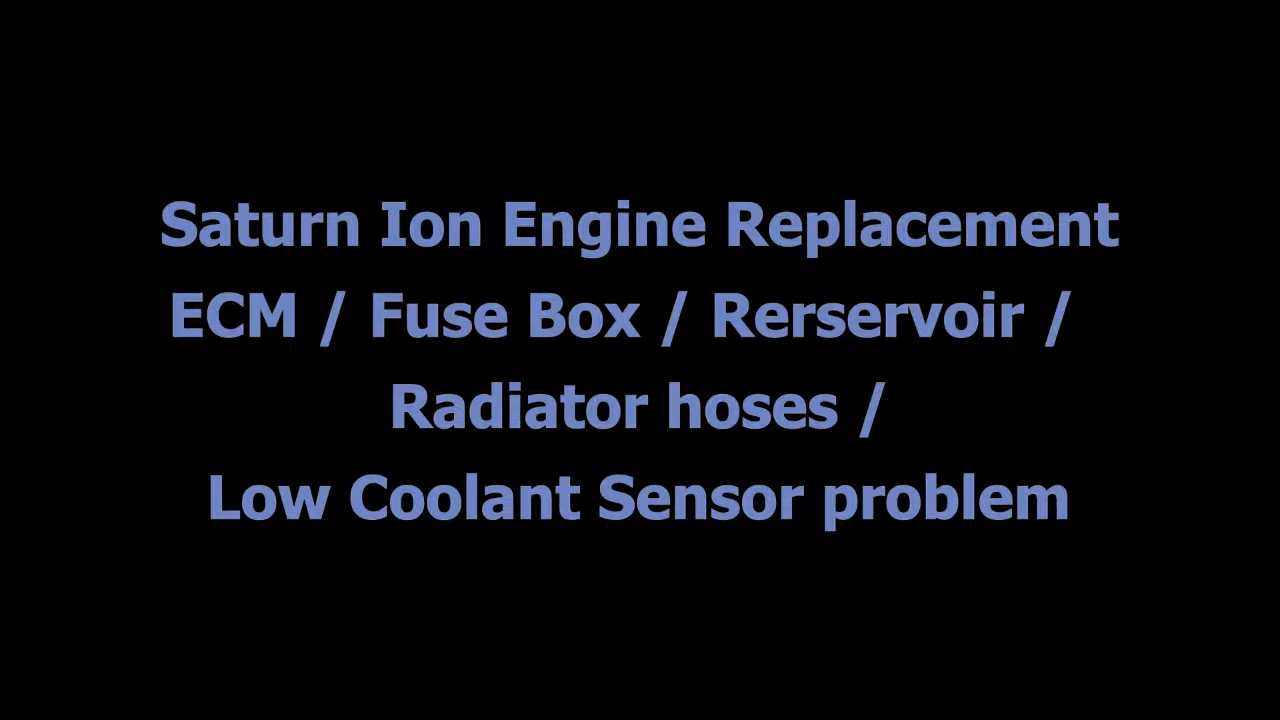 Saturn Ion Engine Replacement
ECM / Fuse Box / Rerservoir /
Radiator hoses /
Low Coolant Sensor problem